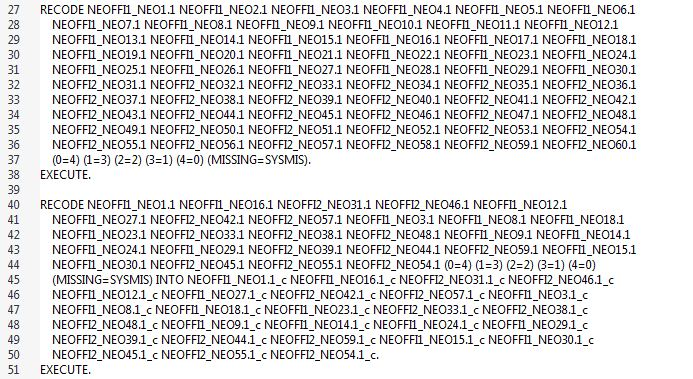 27 RECODE NEOFFI1_NEO1.1 NEOFFI1_NEO2.1 NEOFFI1_NEO3.1 NEOFFI1_NEO4.1 NEOFFI1_NEO5.1 NEOFFI1_NEO6.1
28 NEOFFI1_NEO7.1 NEOFFI1_NEO8.1 NEOFFI1_NEO9.1 NEOFFI1_NEO10.1 NEOFFI1_NEO11.1 NEOFFI1_NEO12.1
29 NEOFFI1_NEO13.1 NEOFFI1_NEO14.1 NEOFFI1_NEO15.1 NEOFFI1_NEO16.1 NEOFFI1_NEO17.1 NEOFFI1_NEO18.1
30 NEOFFI1_NEO19.1 NEOFFI1_NEO20.1 NEOFFI1_NEO21.1 NEOFFI1_NEO22.1 NEOFFI1_NEO23.1 NEOFFI1_NEO24.1
31 NEOFFI1_NEO25.1 NEOFFI1_NEO26.1 NEOFFI1_NEO27.1 NEOFFI1_NEO28.1 NEOFFI1_NEO29.1 NEOFFI1_NEO30.1
32 NEOFFI2_NEO31.1 NEOFFI2_NEO32.1 NEOFFI2_NEO33.1 NEOFFI2_NEO34.1 NEOFFI2_NEO35.1 NEOFFI2_NEO36.1
33 NEOFFI2_NEO37.1 NEOFFI2_NEO38.1 NEOFFI2_NEO39.1 NEOFFI2_NEO40.1 NEOFFI2_NEO41.1 NEOFFI2_NEO42.1
34 NEOFFI2_NEO43.1 NEOFFI2_NEO44.1 NEOFFI2_NEO45.1 NEOFFI2_NEO46.1 NEOFFI2_NEO47.1 NEOFFI2_NEO48.1
35 NEOFFI2_NEO49.1 NEOFFI2_NEO50.1 NEOFFI2_NEO51.1 NEOFFI2_NEO52.1 NEOFFI2_NEO53.1 NEOFFI2_NEO54.1
36 NEOFFI2_NEO55.1 NEOFFI2_NEO56.1 NEOFFI2_NEO57.1 NEOFFI2_NEO58.1 NEOFFI2_NEO59.1 NEOFFI2_NEO60.1
37 (0=4) (1=3) (2=2) (3=1) (4=0) (MISSING=SYSMIS).
38 EXECUTE.
39
40 RECODE NEOFFI1_NEO1.1 NEOFFI1_NEO16.1 NEOFFI2_NEO31.1 NEOFFI2_NEO46.1 NEOFFI1_NEO12.1
41 NEOFFI1_NEO27.1 NEOFFI2_NEO42.1 NEOFFI2_NEO57.1 NEOFFI1_NEO3.1 NEOFFI1_NEO8.1 NEOFFI1_NEO18.1
42 NEOFFI1_NEO23.1 NEOFFI2_NEO33.1 NEOFFI2_NEO38.1 NEOFFI2_NEO48.1 NEOFFI1_NEO9.1 NEOFFI1_NEO14.1
43 NEOFFI1_NEO24.1 NEOFFI1_NEO29.1 NEOFFI2_NEO39.1 NEOFFI2_NEO44.1 NEOFFI2_NEO59.1 NEOFFI1_NEO15.1
44 NEOFFI1_NEO30.1 NEOFFI2_NEO45.1 NEOFFI2_NEO55.1 NEOFFI2_NEO54.1 (0=4) (1=3) (2=2) (3=1) (4=0)
45 (MISSING=SYSMIS) INTO NEOFFI1_NEO1.1_c NEOFFI1_NEO16.1_c NEOFFI2_NEO31.1_c NEOFFI2_NEO46.1_c
46 NEOFFI1_NEO12.1_c NEOFFI1_NEO27.1_c NEOFFI2_NEO42.1_c NEOFFI2_NEO57.1_c NEOFFI1_NEO3.1_c
47 NEOFFI1_NEO8.1_c NEOFFI1_NEO18.1_c NEOFFI1_NEO23.1_c NEOFFI2_NEO33.1_c NEOFFI2_NEO38.1_c
48 NEOFFI2_NEO48.1_c NEOFFI1_NEO9.1_c NEOFFI1_NEO14.1_c NEOFFI1_NEO24.1_c NEOFFI1_NEO29.1_c
49 NEOFFI2_NEO39.1_c NEOFFI2_NEO44.1_c NEOFFI2_NEO59.1_c NEOFFI1_NEO15.1_c NEOFFI1_NEO30.1_c
50 NEOFFI2_NEO45.1_c NEOFFI2_NEO55.1_c NEOFFI2_NEO54.1_c.
51 EXECUTE.